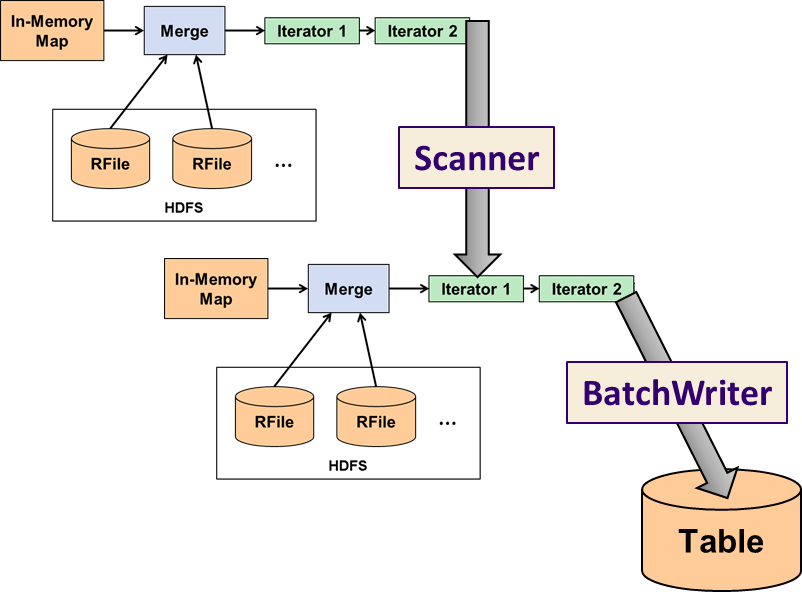 In-Memory
Map
Merge
Iterator 1
Iterator 2
RFile
RFile
...
HDFS
Scanner
In-Memory
Map
Merge
Iterator 1
Iterator 2
RFile
RFile
...
HDFS
BatchWriter
Table